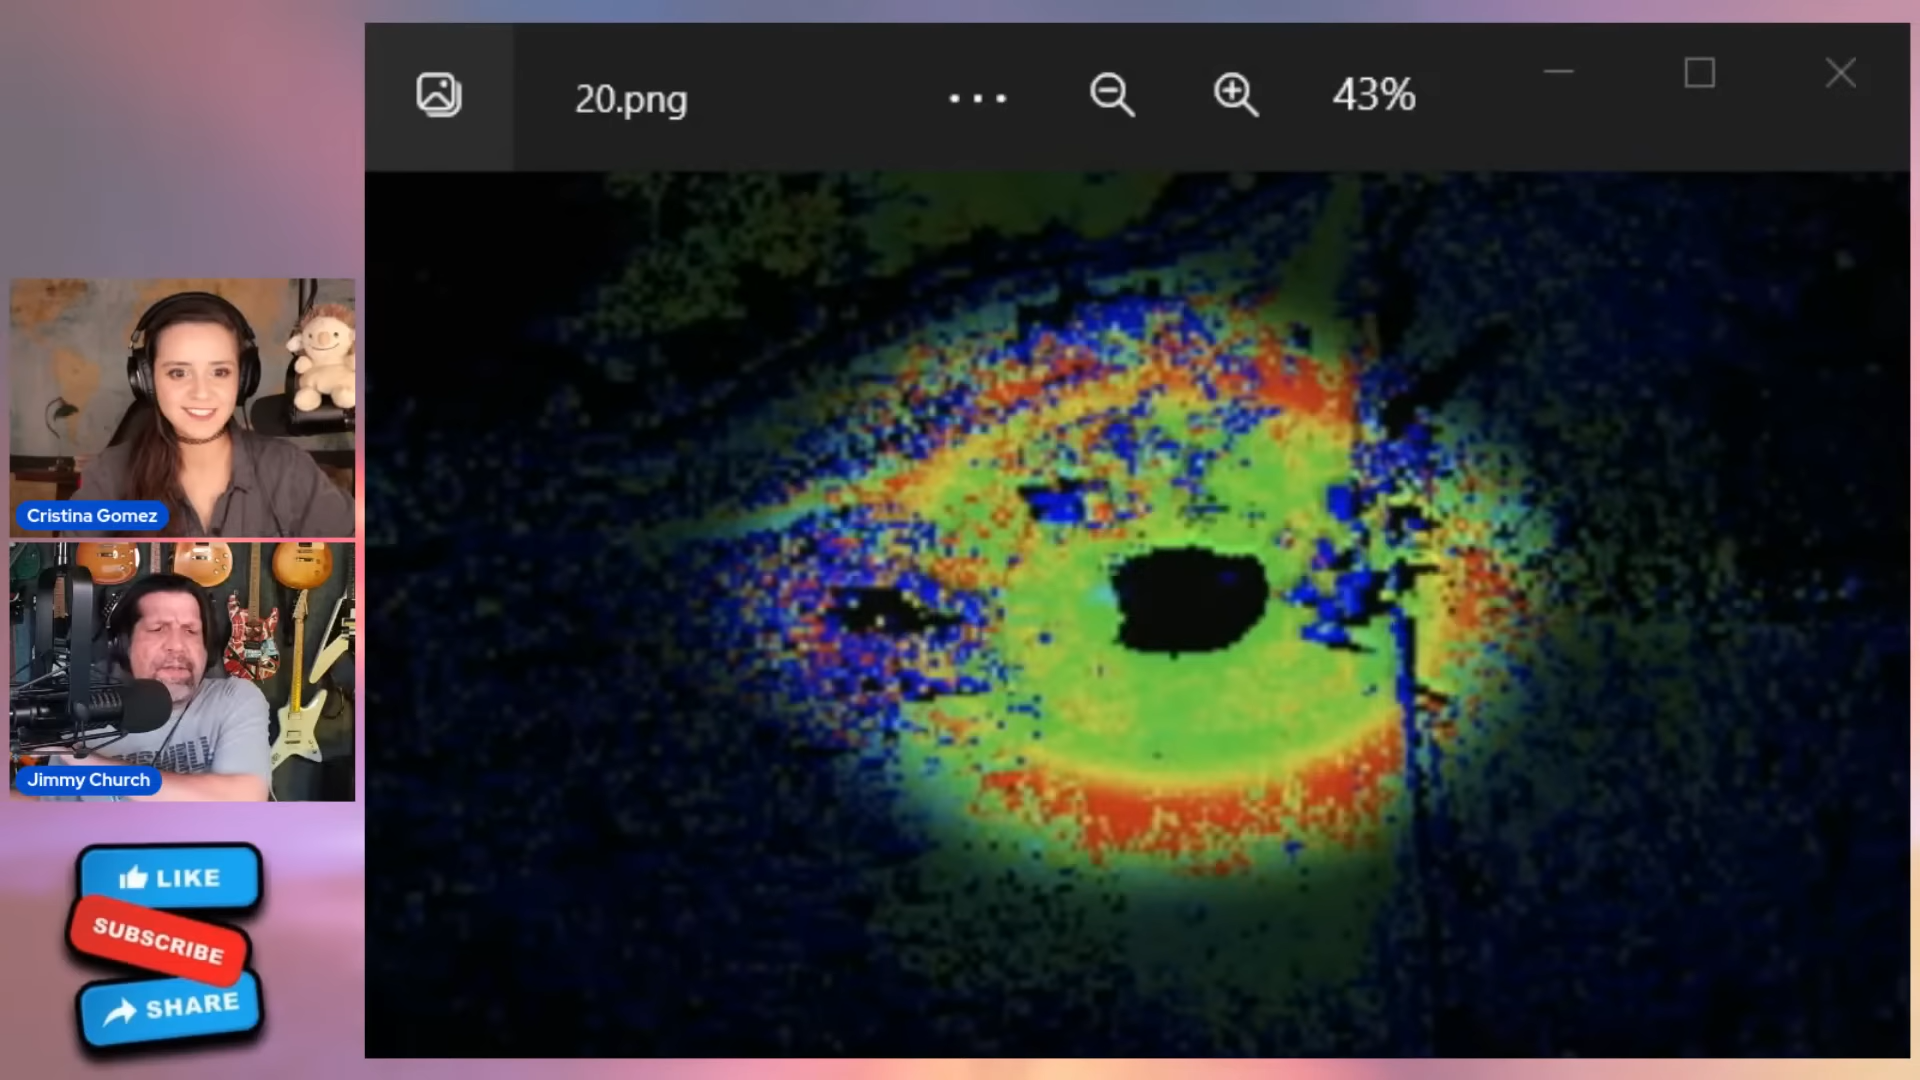 20.png
43%
Cristina Gomez
Jimmy Church
LIKE
SUBSCRIBE
SHARE